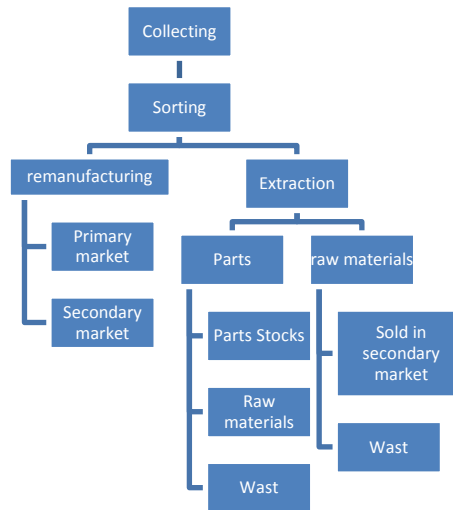 Collecting
Sorting
remanufacturing
Extraction
Primary
market
Secondary
market
Parts
raw materials
Parts Stocks
Raw
materials
Wast
Sold in
secondary
market
Wast